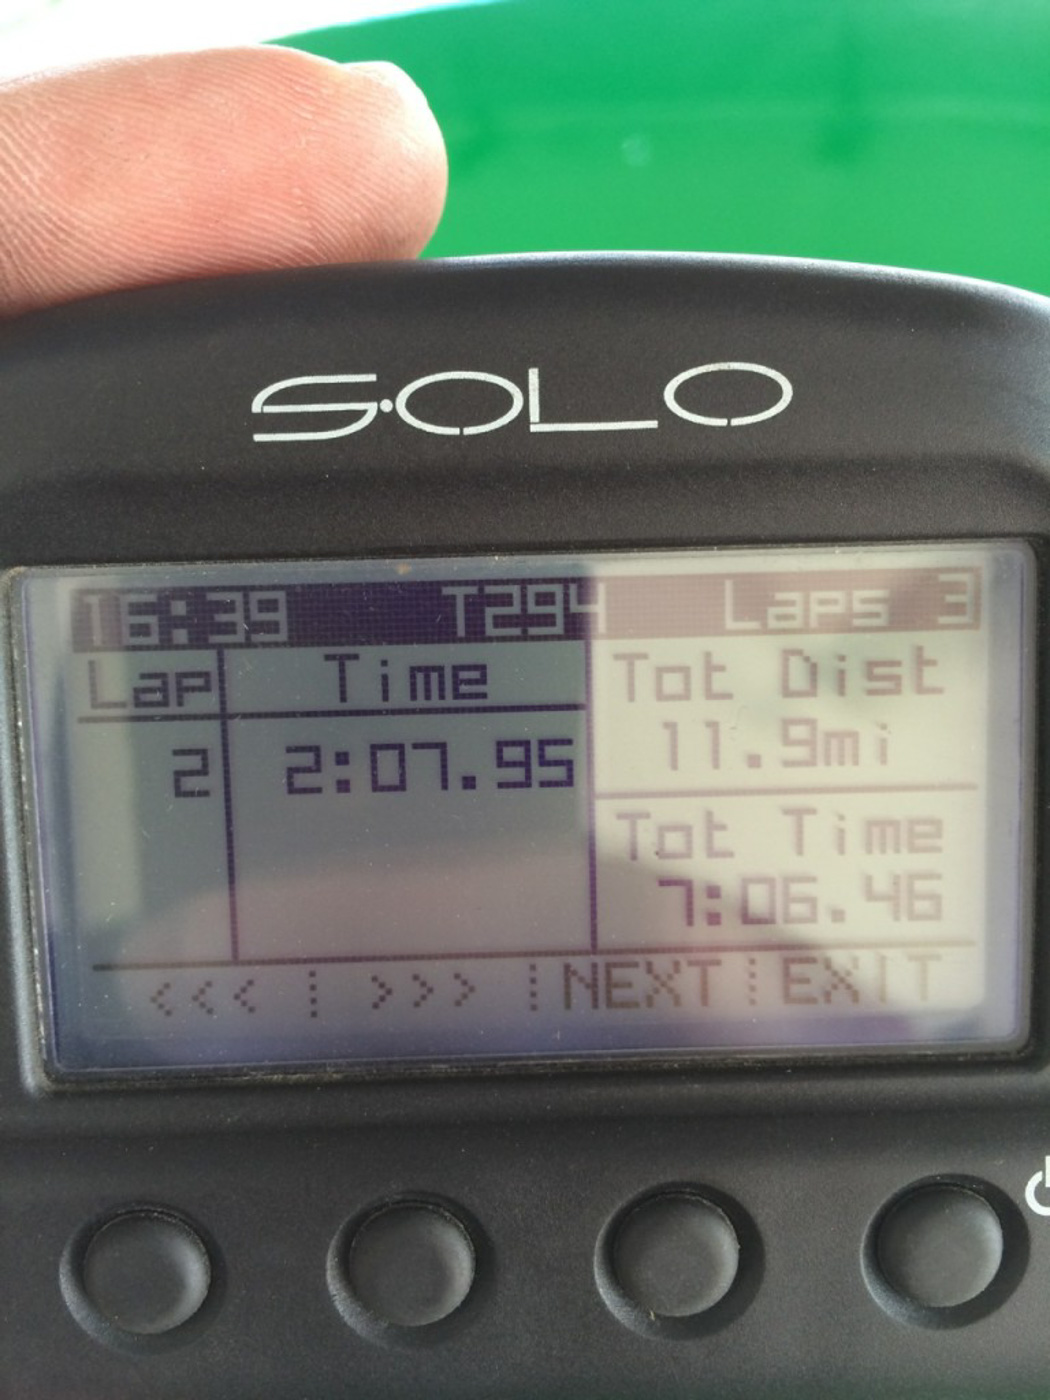 S·OLO
16:39 T294 Laps 3
Lap Time
2 2:07.95
Tot Dist
11.9mi
Tot Time
7:06.46
<<< >>> NEXT EXIT